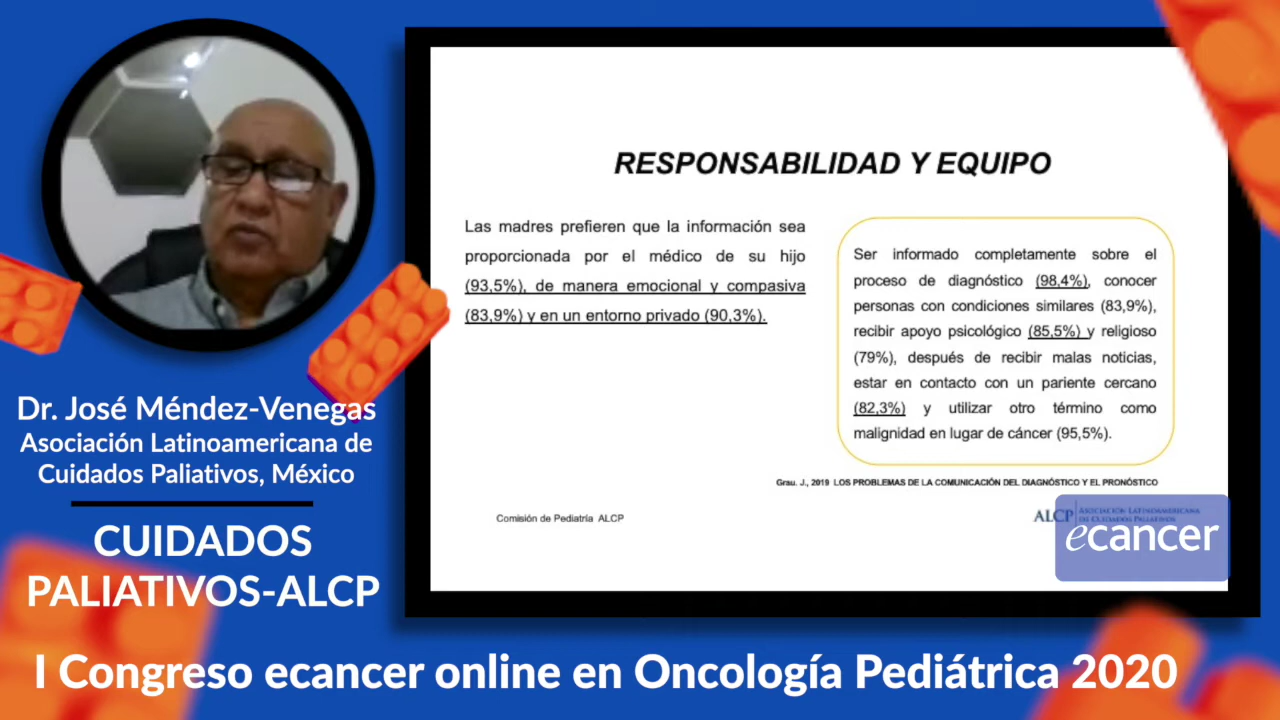 Dr. José Méndez-Venegas
Asociación Latinoamericana de
Cuidados Paliativos, México
CUIDADOS
PALIATIVOS-ALCP
RESPONSABILIDAD Y EQUIPO
Las madres prefieren que la información sea
proporcionada por el médico de su hijo
(93,5%), de manera emocional y compasiva
(83,9%) y en un entorno privado (90,3%).
Ser informado completamente sobre el
proceso de diagnóstico (98,4%), conocer
personas con condiciones similares (83,9%),
recibir apoyo psicológico (85,5%) y religioso
(79%), después de recibir malas noticias,
estar en contacto con un pariente cercano
(82,3%) y utilizar otro término como
malignidad en lugar de cáncer (95,5%).
Grau. J., 2019 LOS PROBLEMAS DE LA COMUNICACIÓN DEL DIAGNÓSTICO Y EL PRONÓSTICO
Comisión de Pediatría ALCP
ALCP
ASOCIACIÓN LATINOAMERICANA
DE CUIDADOS PALIATIVOS
ecancer
I Congreso ecancer online en Oncología Pediátrica 2020